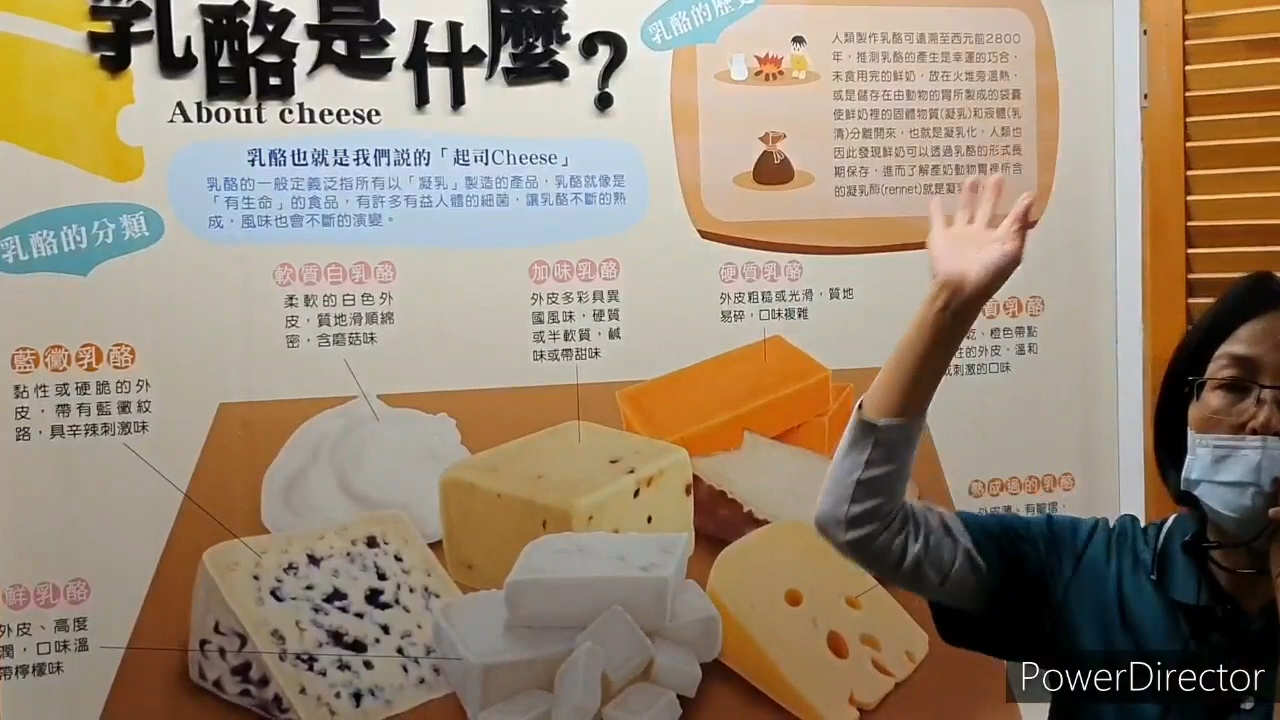 乳酪是什麼?
About cheese
乳酪也就是我們說的「起司Cheese」
乳酪的一般定義泛指所有以「凝乳」製造的產品,乳酪就像是
「有生命」的食品,有許多有益人體的細菌,讓乳酪不斷的熟
成,風味也會不斷的演變。
乳酪的歷史
人類製作乳酪可遠溯至西元前2800
年,推測乳酪的產生是幸運的巧合,
未食用完的鮮奶,放在火堆旁溫熱,
或是儲存在由動物的胃所製成的袋囊
使鮮奶裡的固體物質(凝乳)和液體(乳
清)分離開來,也就是凝乳化,人類也
因此發現鮮奶可以透過乳酪的形式長
期保存,進而了解產奶動物胃裡所含
的凝乳酶(rennet)就是凝
乳酪的分類
藍黴乳酪
黏性或硬脆的外
皮,帶有藍黴紋
路,具辛辣刺激味
軟質白乳酪
柔軟的白色外
皮,質地滑順綿
密,含蘑菇味
加味乳酪
外皮多彩具異
國風味,硬質
或半軟質,鹹
味或帶甜味
硬質乳酪
外皮粗糙或光滑,質地
易碎,口味複雜
質乳酪
乾、橙色帶點
性的外皮,溫和
或刺激的口味
熟成過的乳酪
外皮薄、有皺摺,
鮮乳酪
外皮、高度
潤,口味溫
帶檸檬味
PowerDirector